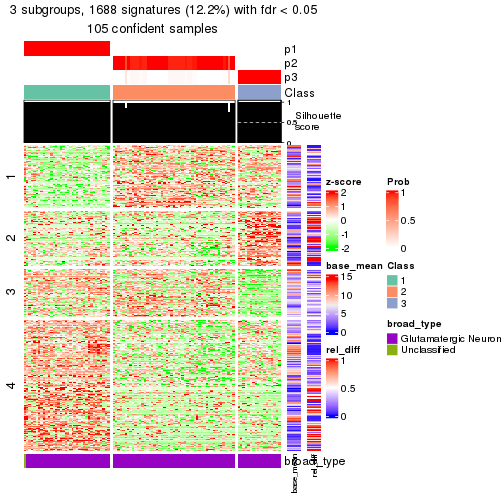 3 subgroups, 1688 signatures (12.2%) with fdr < 0.05
105 confident samples
p1
p2
p3
Class
1
0.5
0
Silhouette
score
1
2
3
4
z-score
2
1
0
-1
-2
Prob
1
0.5
0
base_mean
15
10
5
0
Class
1
2
3
broad_type
Glutamatergic Neuron
Unclassified
rel_diff
1
0.5
0
broad_type
base_mean
rel_diff